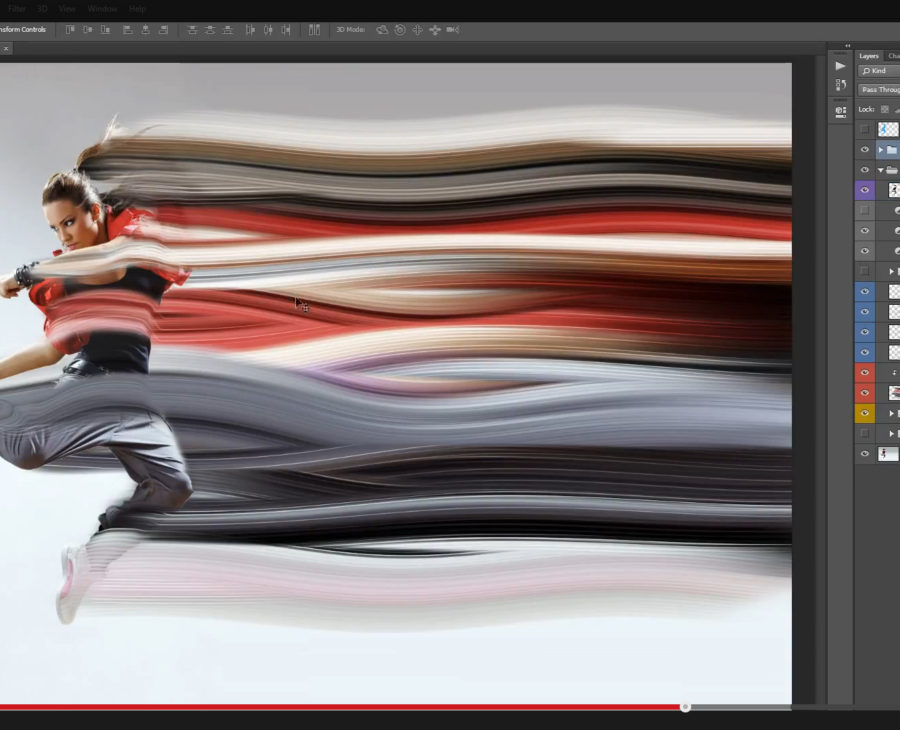 Filter 3D View Window Help
nsform Controls
3D Mode:
Layers Cha
Kind
Pass Throug
Lock: